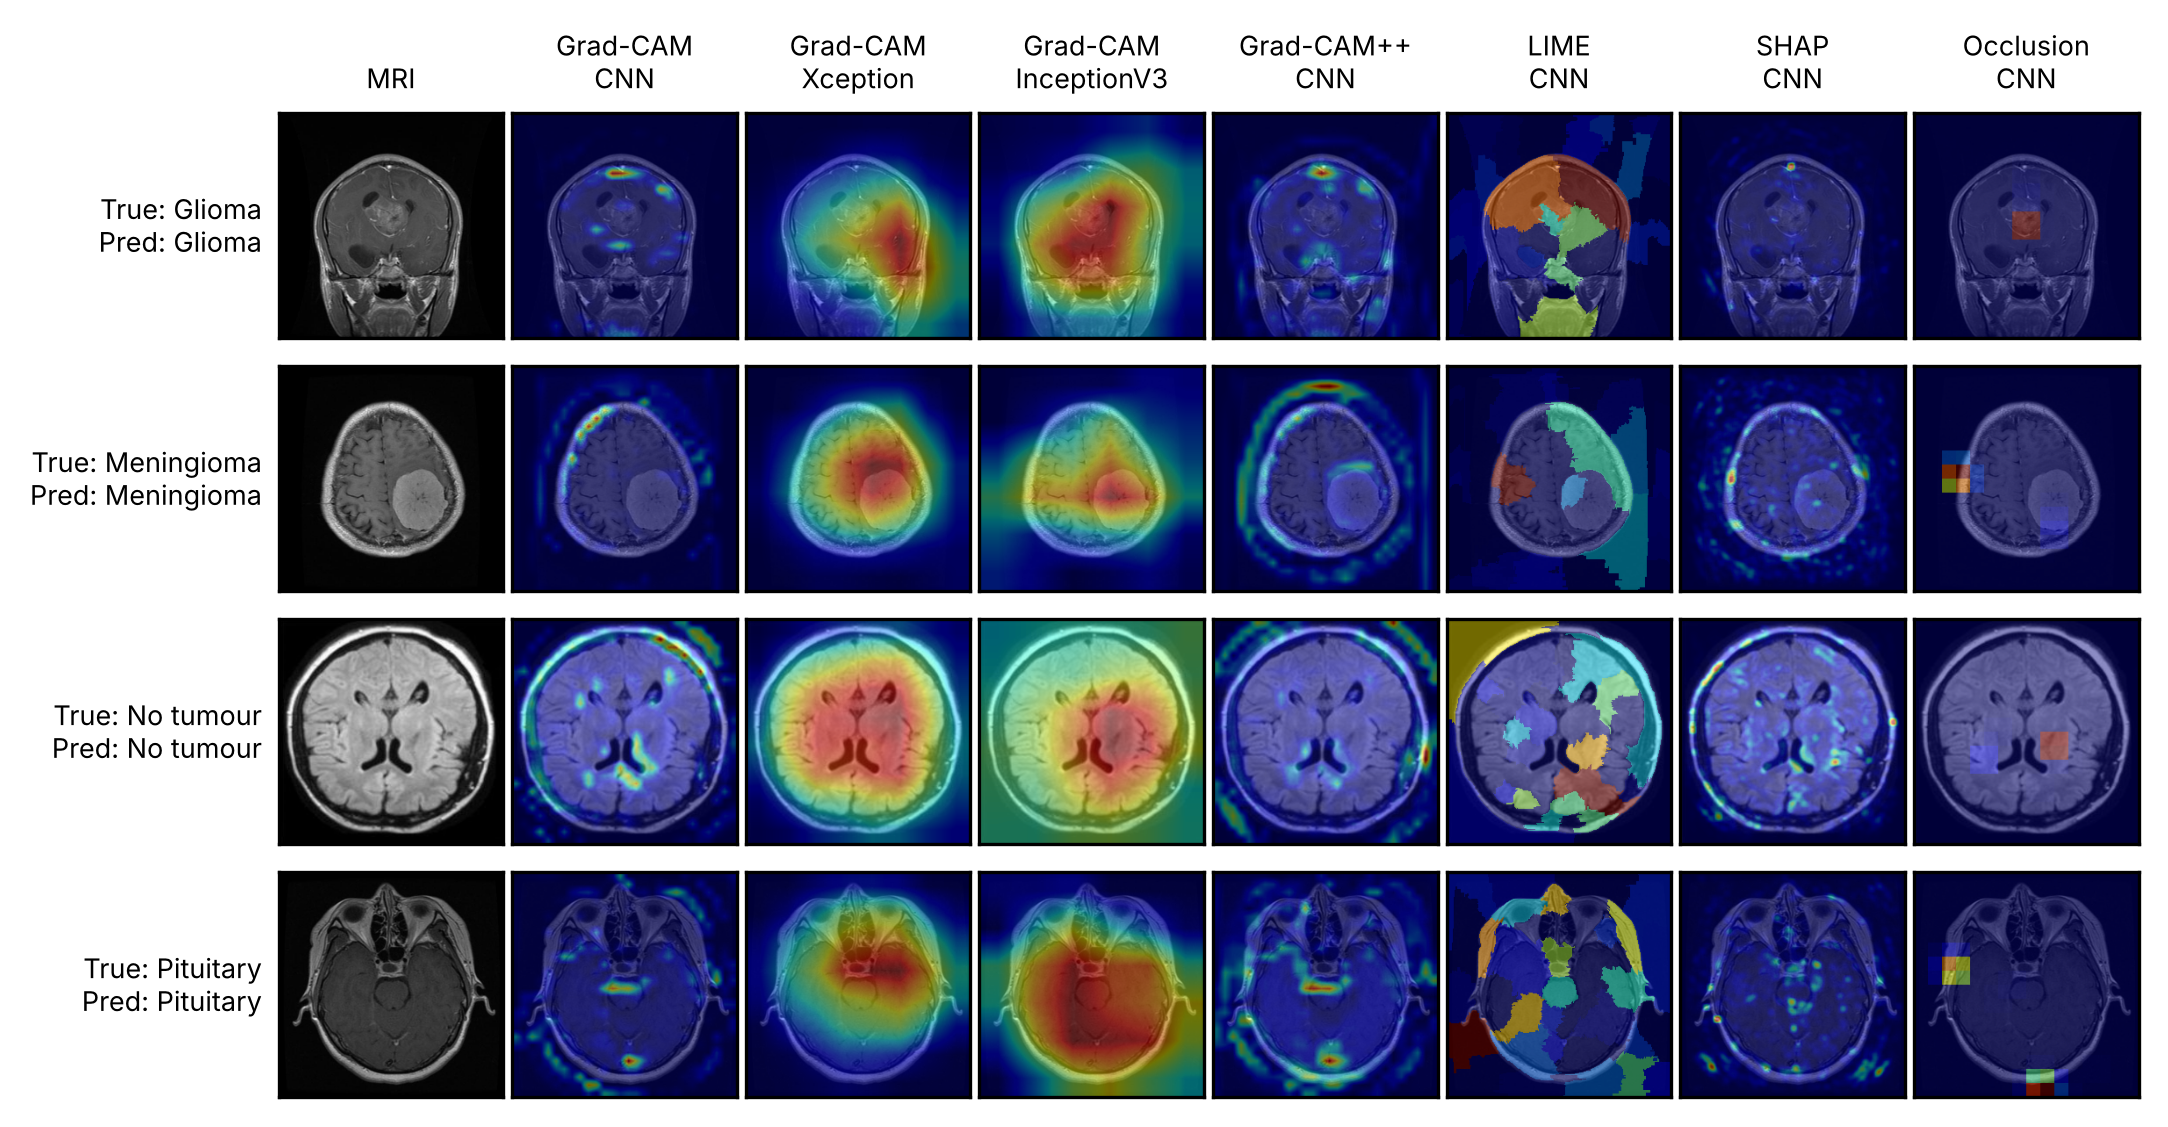 MRI
Grad-CAM
CNN
Grad-CAM
Xception
Grad-CAM
InceptionV3
Grad-CAM++
CNN
LIME
CNN
SHAP
CNN
Occlusion
CNN
True: Glioma
Pred: Glioma
True: Meningioma
Pred: Meningioma
True: No tumour
Pred: No tumour
True: Pituitary
Pred: Pituitary